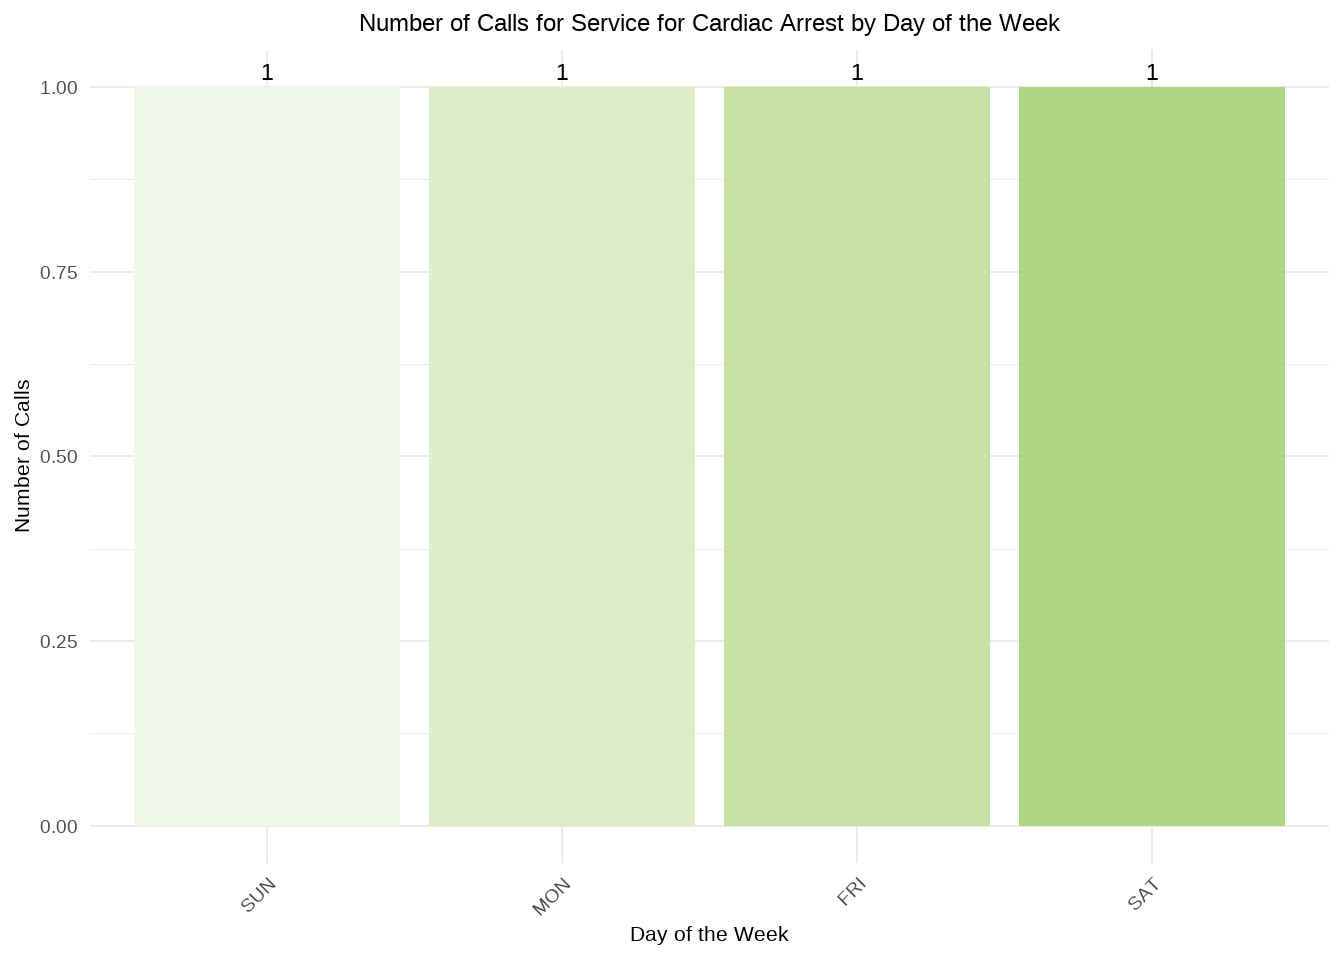 Number of Calls for Service for Cardiac Arrest by Day of the Week
1 1 1 1
1.00
0.75
0.50
0.25
0.00
Number of Calls
SUN MON FRI SAT
Day of the Week